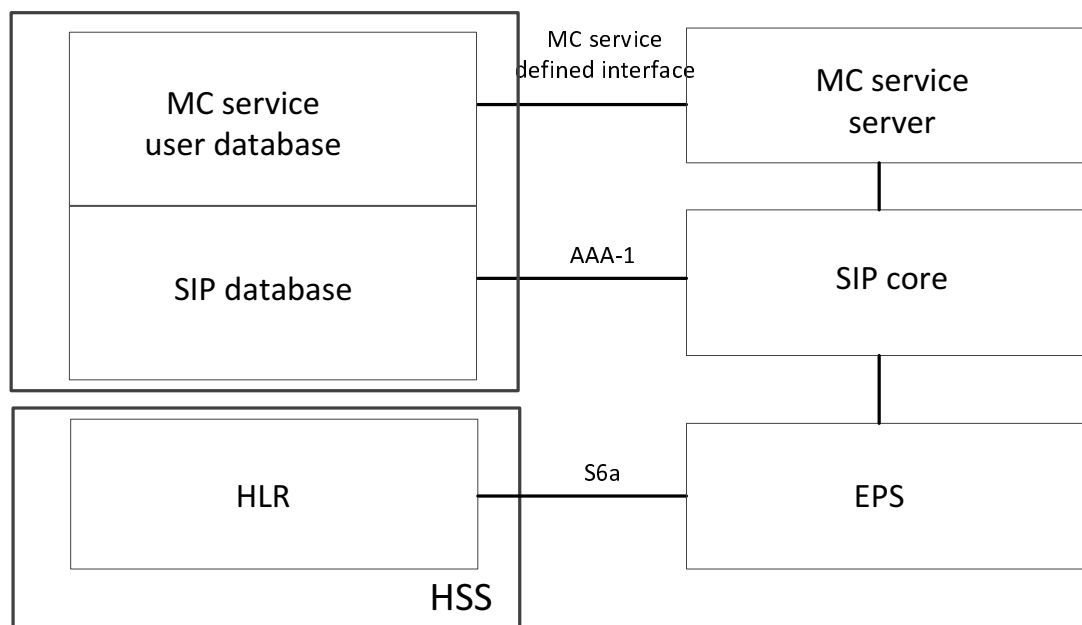 MC service
defined interface
MC service
user database
MC service
server
AAA-1
SIP database
SIP core
S6a
HLR
EPS
HSS